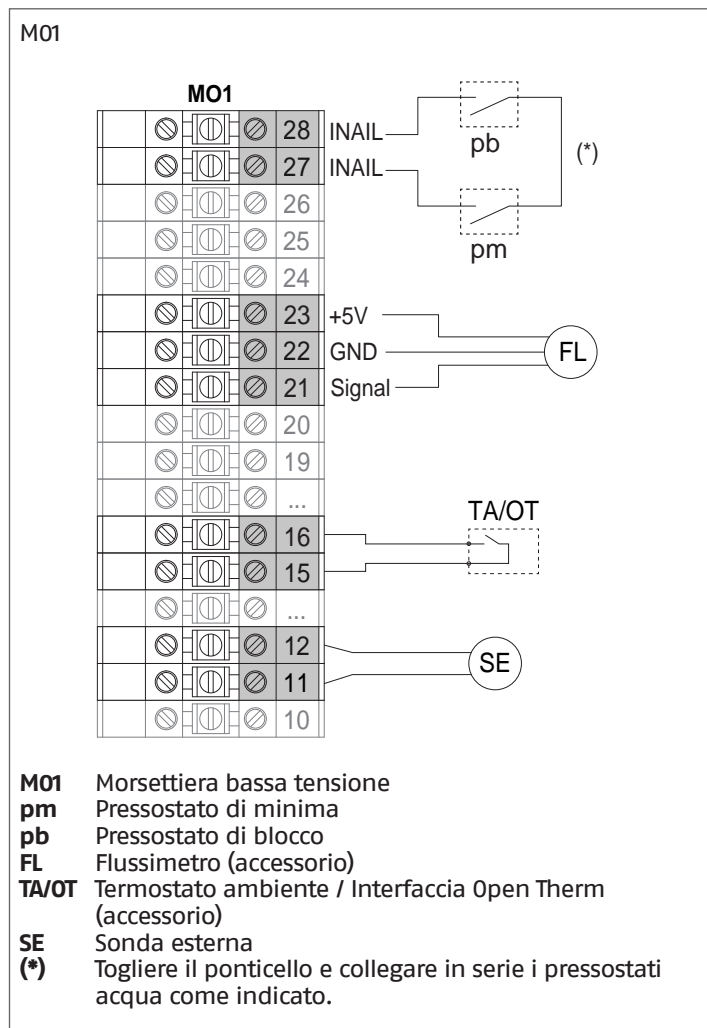 M01
MO1
28 INAIL
pb
27 INAIL
(*)
26
pm
25
24
23 +5V
22 GND
FL
21 Signal
20
19
...
TA/OT
16
15
...
12
SE
11
10
M01 Morsettiera bassa tensione
pm Pressostato di minima
pb Pressostato di blocco
FL Flussimetro (accessorio)
TA/OT Termostato ambiente / Interfaccia Open Therm
(accessorio)
SE Sonda esterna
(*) Togliere il ponticello e collegare in serie i pressostati
acqua come indicato.